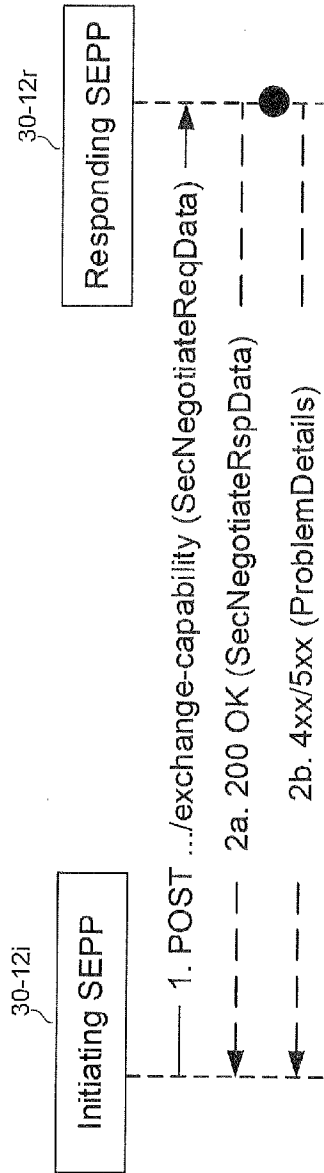 30-12i
Initiating SEPP
30-12r
Responding SEPP
1. POST .../exchange-capability (SecNegotiateReqData)
2a. 200 OK (SecNegotiateRspData)
2b. 4xx/5xx (ProblemDetails)